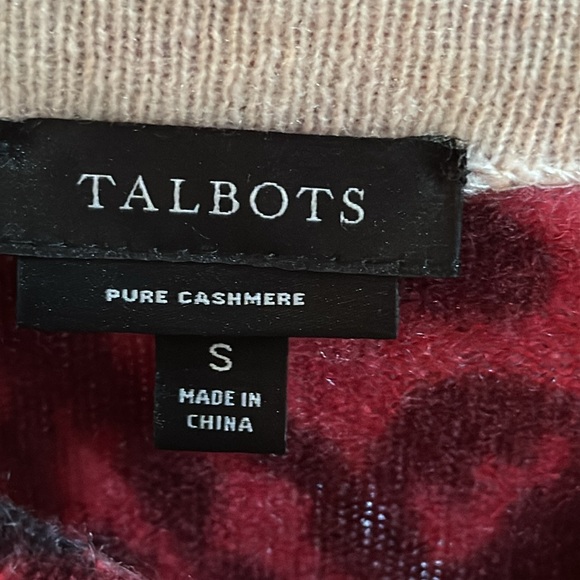 TALBOTS
PURE CASHMERE
S
MADE IN
CHINA